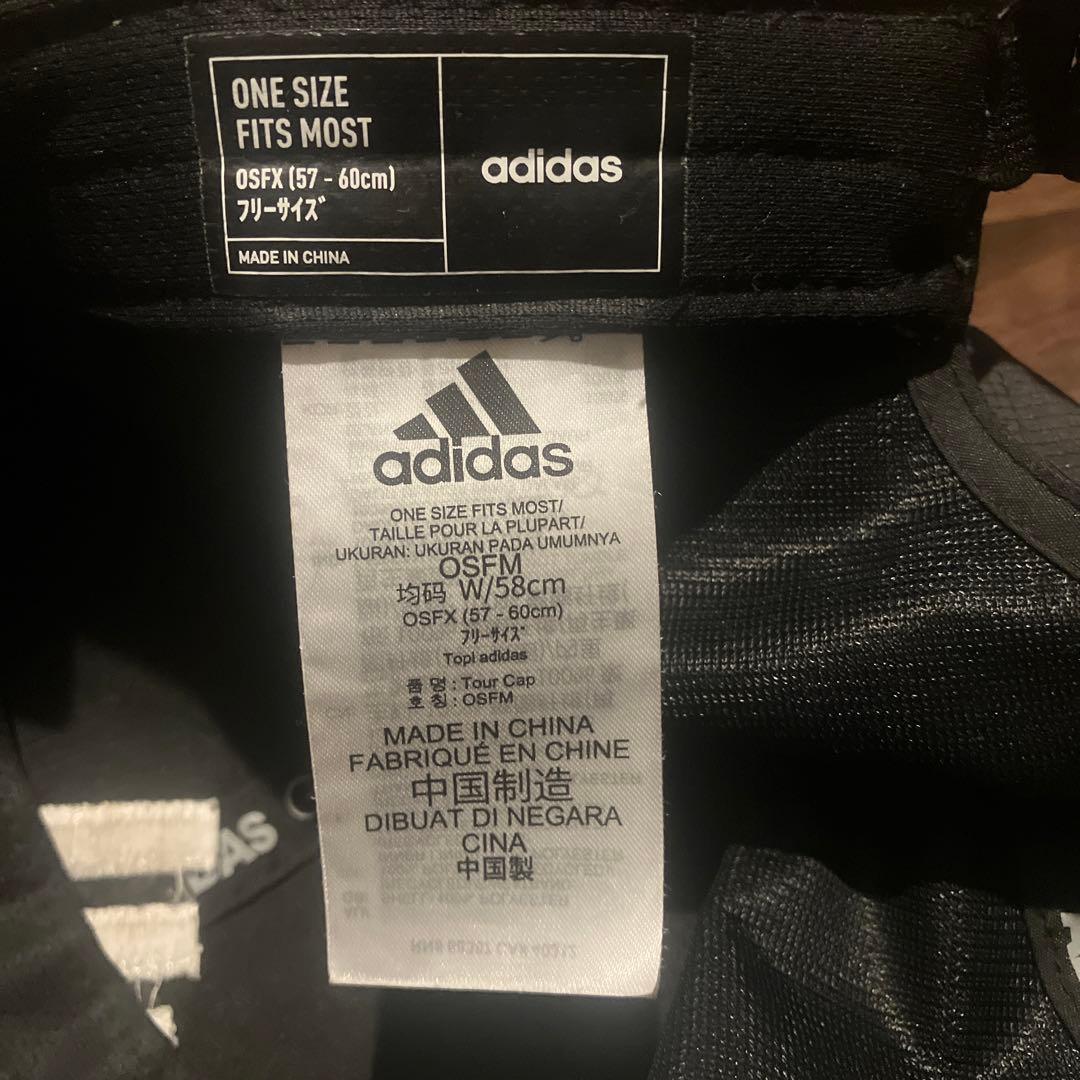 ONE SIZE
FITS MOST
OSFX (57 - 60cm)
フリーサイズ
MADE IN CHINA
adidas
adidas
ONE SIZE FITS MOST/
TAILLE POUR LA PLUPART/
UKURAN: UKURAN PADA UMUMNYA
OSFM
均码 W/58cm
OSFX (57 - 60cm)
フリーサイズ
Topi adidas
품 명 : Tour Cap
호 칭 : OSFM
MADE IN CHINA
FABRIQUÉ EN CHINE
中国制造
DIBUAT DI NEGARA
CINA
中国製